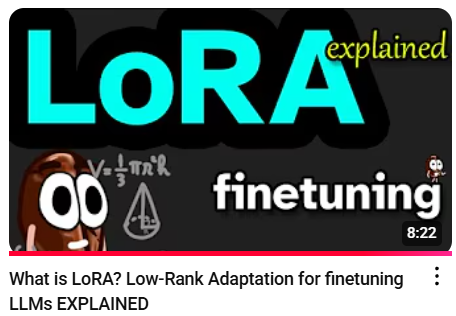 LoRA
explained
V=1/3πr²h
finetuning
8:22
What is LoRA? Low-Rank Adaptation for finetuning
LLMs EXPLAINED